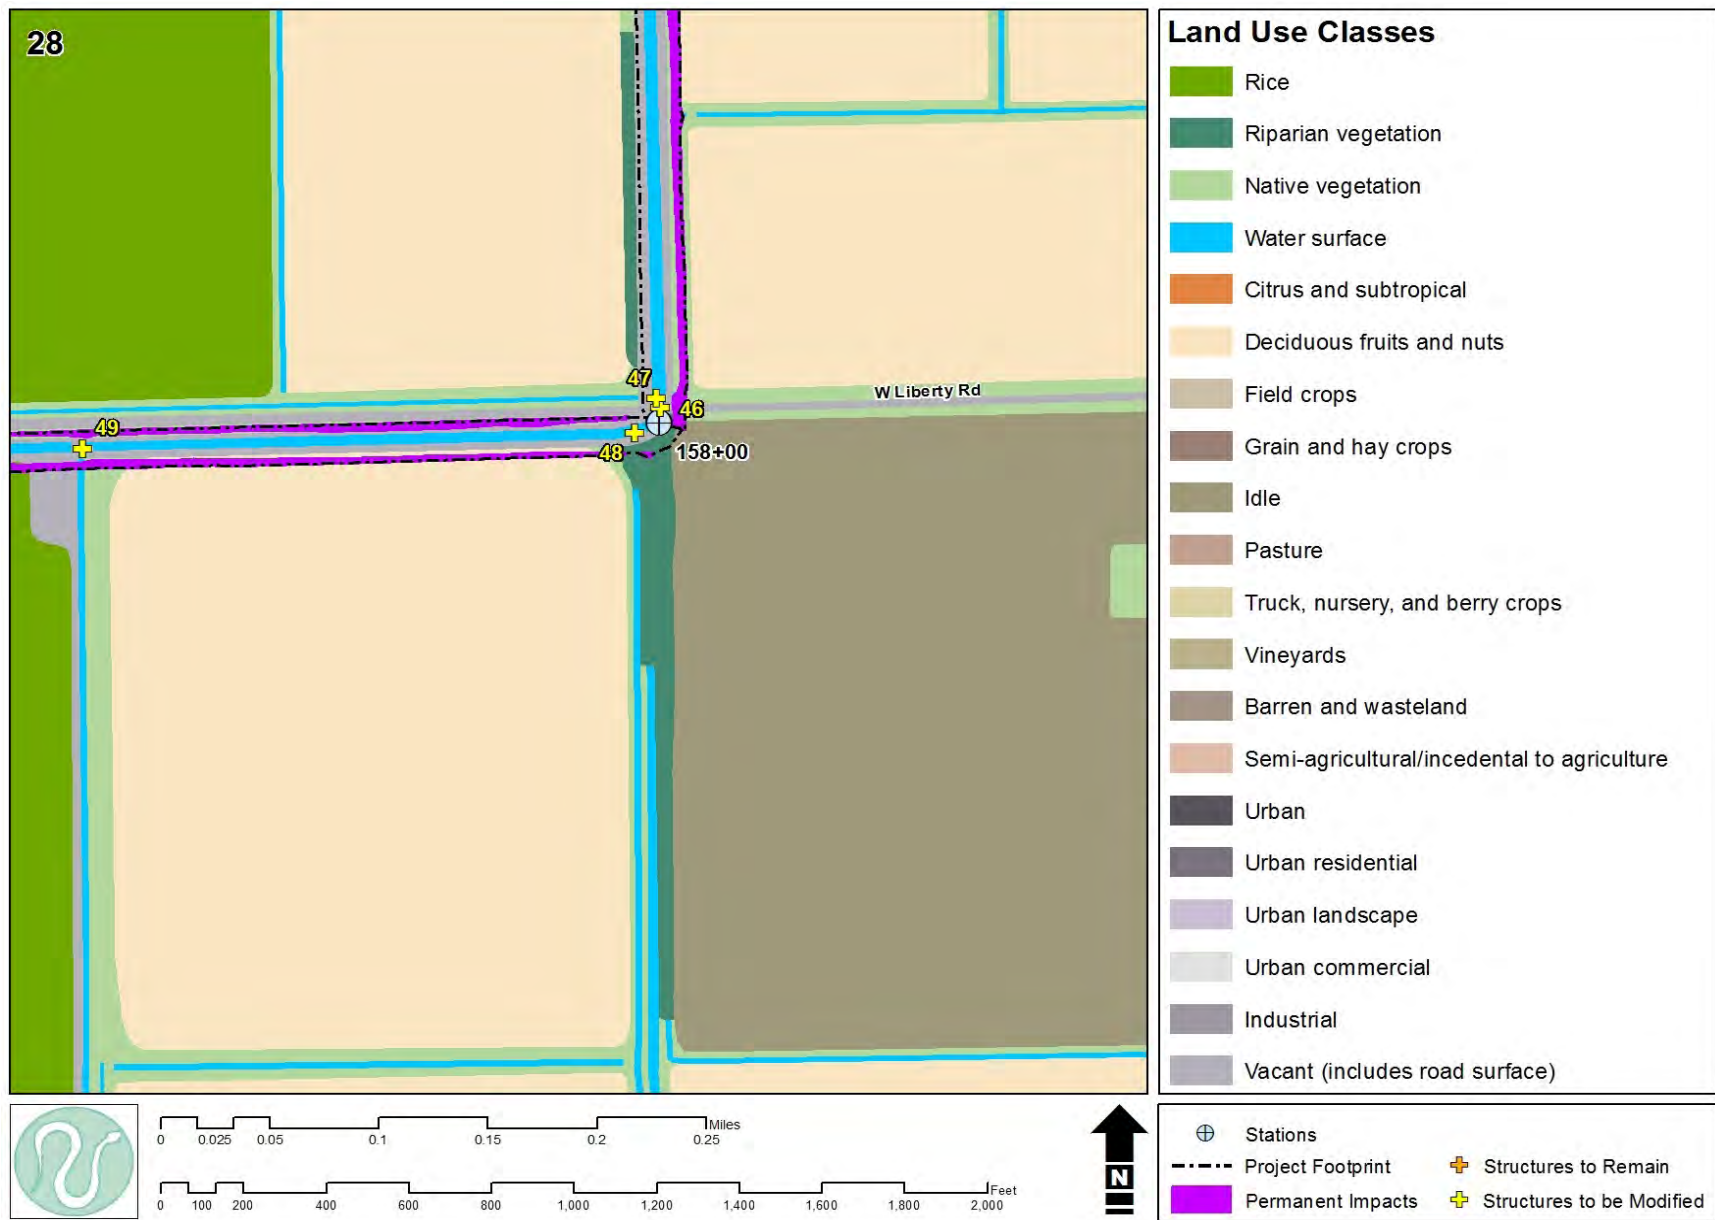 28
47
46
W Liberty Rd
49
48
158+00
Land Use Classes
Rice
Riparian vegetation
Native vegetation
Water surface
Citrus and subtropical
Deciduous fruits and nuts
Field crops
Grain and hay crops
Idle
Pasture
Truck, nursery, and berry crops
Vineyards
Barren and wasteland
Semi-agricultural/incedental to agriculture
Urban
Urban residential
Urban landscape
Urban commercial
Industrial
Vacant (includes road surface)
Miles
0 0.025 0.05 0.1 0.15 0.2 0.25
Feet
0 100 200 400 600 800 1,000 1,200 1,400 1,600 1,800 2,000
N
Stations
Project Footprint
Structures to Remain
Permanent Impacts
Structures to be Modified